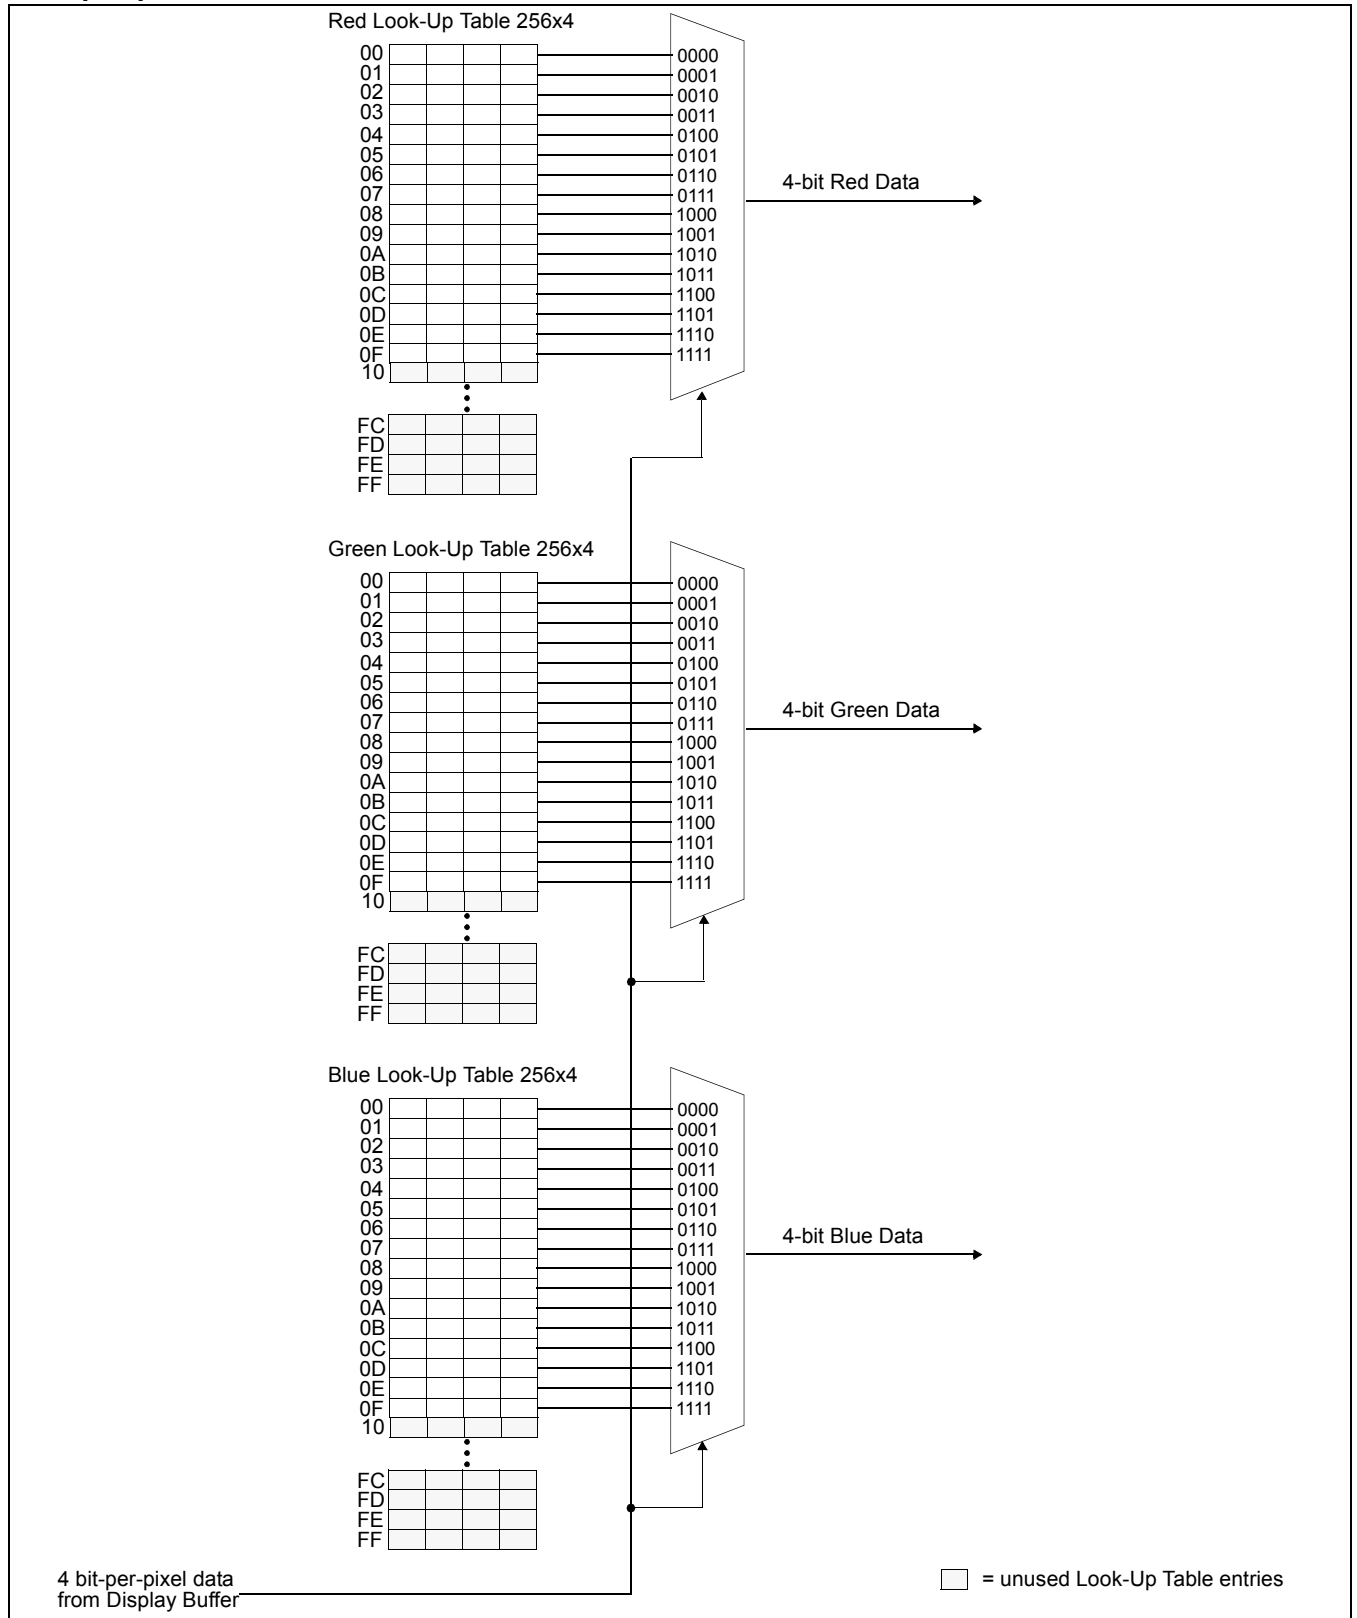 Red Look-Up Table 256x4
00
01
02
03
04
05
06
07
08
09
0A
0B
0C
0D
0E
0F
10
FC
FD
FE
FF
0000
0001
0010
0011
0100
0101
0110
0111
1000
1001
1010
1011
1100
1101
1110
1111
4-bit Red Data
Green Look-Up Table 256x4
00
01
02
03
04
05
06
07
08
09
0A
0B
0C
0D
0E
0F
10
FC
FD
FE
FF
0000
0001
0010
0011
0100
0101
0110
0111
1000
1001
1010
1011
1100
1101
1110
1111
4-bit Green Data
Blue Look-Up Table 256x4
00
01
02
03
04
05
06
07
08
09
0A
0B
0C
0D
0E
0F
10
FC
FD
FE
FF
0000
0001
0010
0011
0100
0101
0110
0111
1000
1001
1010
1011
1100
1101
1110
1111
4-bit Blue Data
4 bit-per-pixel data
from Display Buffer
= unused Look-Up Table entries